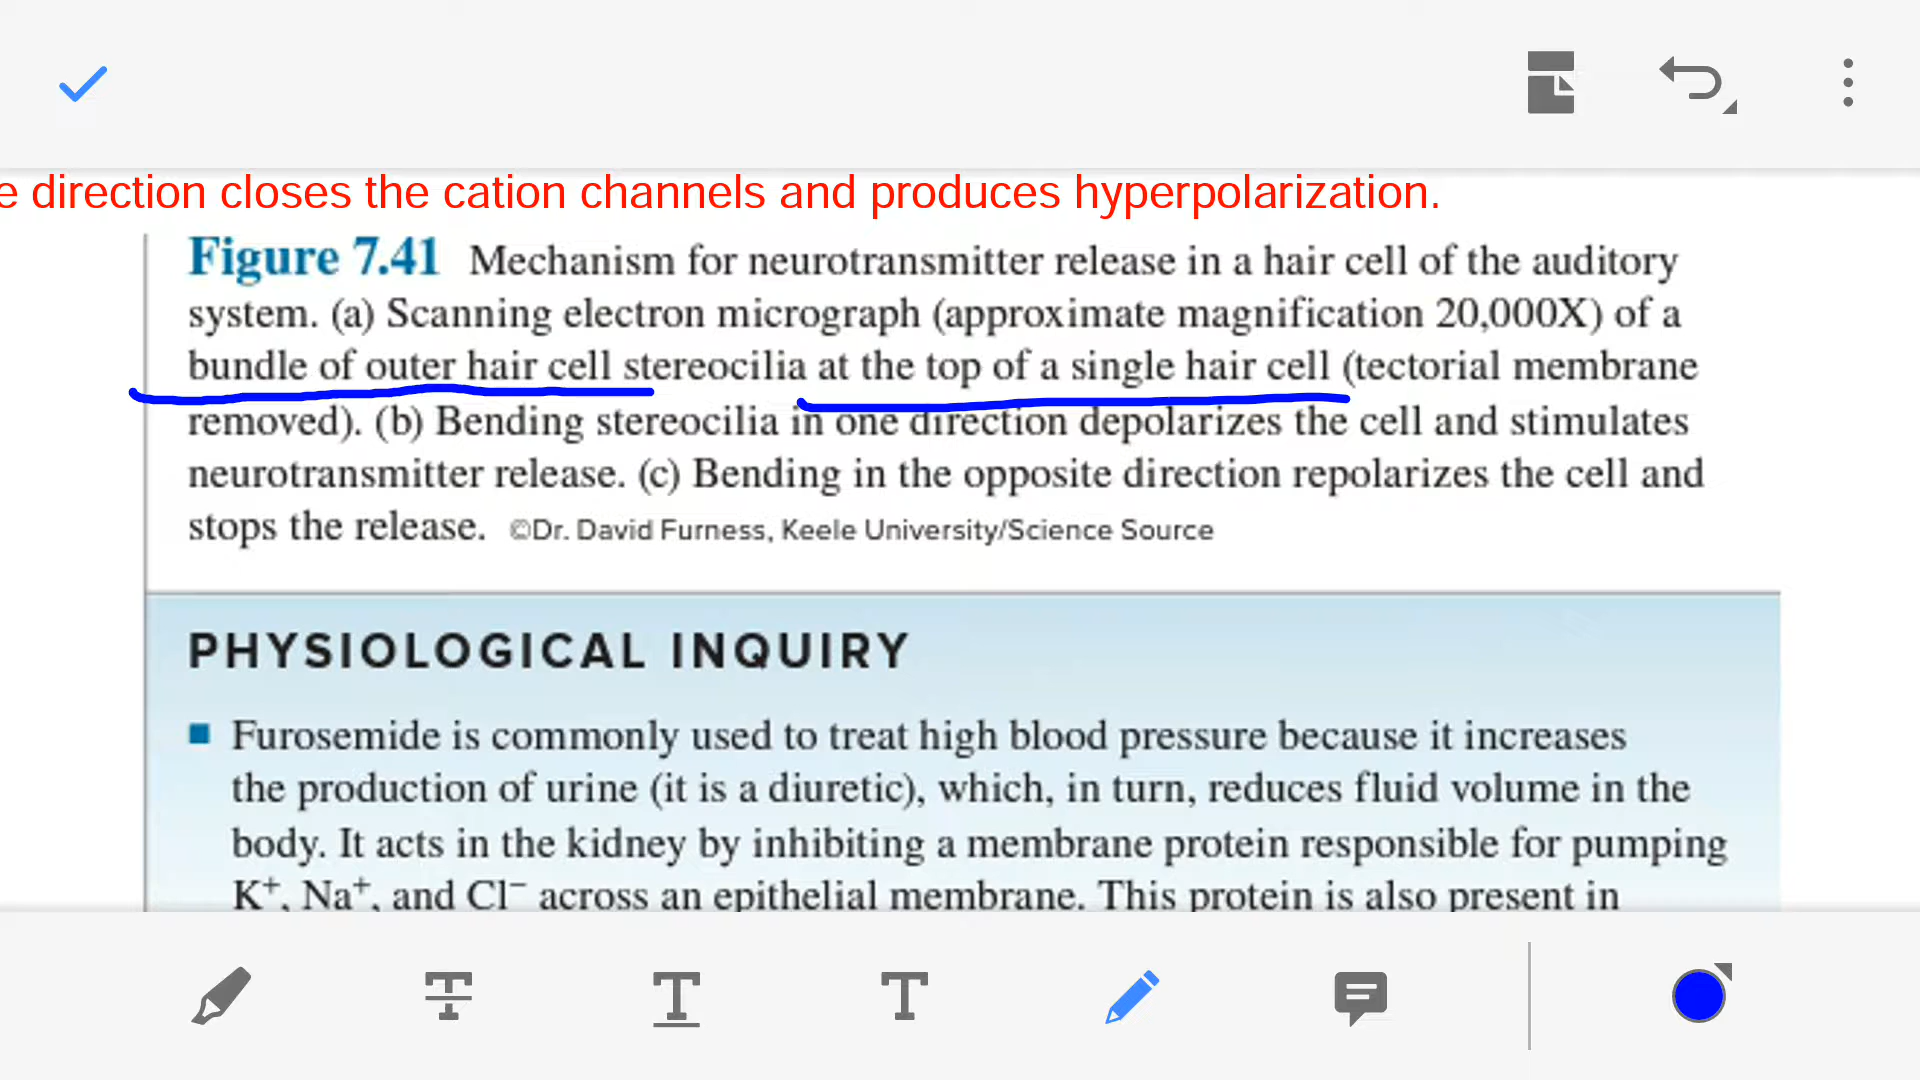 e direction closes the cation channels and produces hyperpolarization.
Figure 7.41 Mechanism for neurotransmitter release in a hair cell of the auditory
system. (a) Scanning electron micrograph (approximate magnification 20,000X) of a
bundle of outer hair cell stereocilia at the top of a single hair cell (tectorial membrane
removed). (b) Bending stereocilia in one direction depolarizes the cell and stimulates
neurotransmitter release. (c) Bending in the opposite direction repolarizes the cell and
stops the release. ©Dr. David Furness, Keele University/Science Source
PHYSIOLOGICAL INQUIRY
■ Furosemide is commonly used to treat high blood pressure because it increases
the production of urine (it is a diuretic), which, in turn, reduces fluid volume in the
body. It acts in the kidney by inhibiting a membrane protein responsible for pumping
K⁺, Na⁺, and Cl⁻ across an epithelial membrane. This protein is also present in